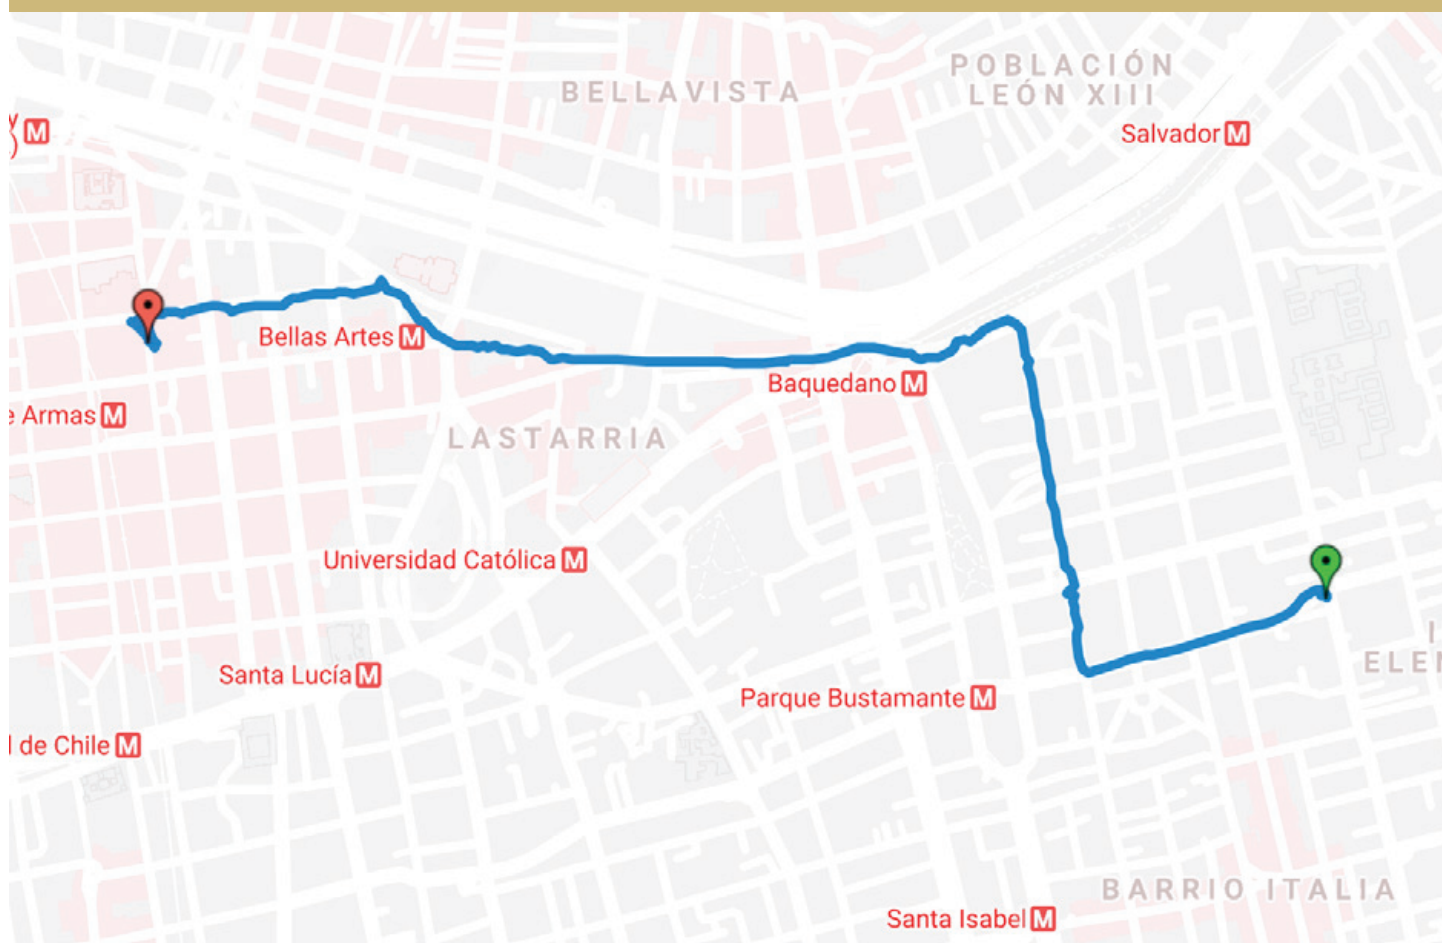 BELLAVISTA
POBLACIÓN
LEÓN XIII
y M
) M
Salvador M
Bellas Artes M
Baquedano M
e Armas M
LASTARRIA
Universidad Católica M
I
ELEM
Santa Lucía M
Parque Bustamante M
l de Chile M
BARRIO ITALIA
Santa Isabel M